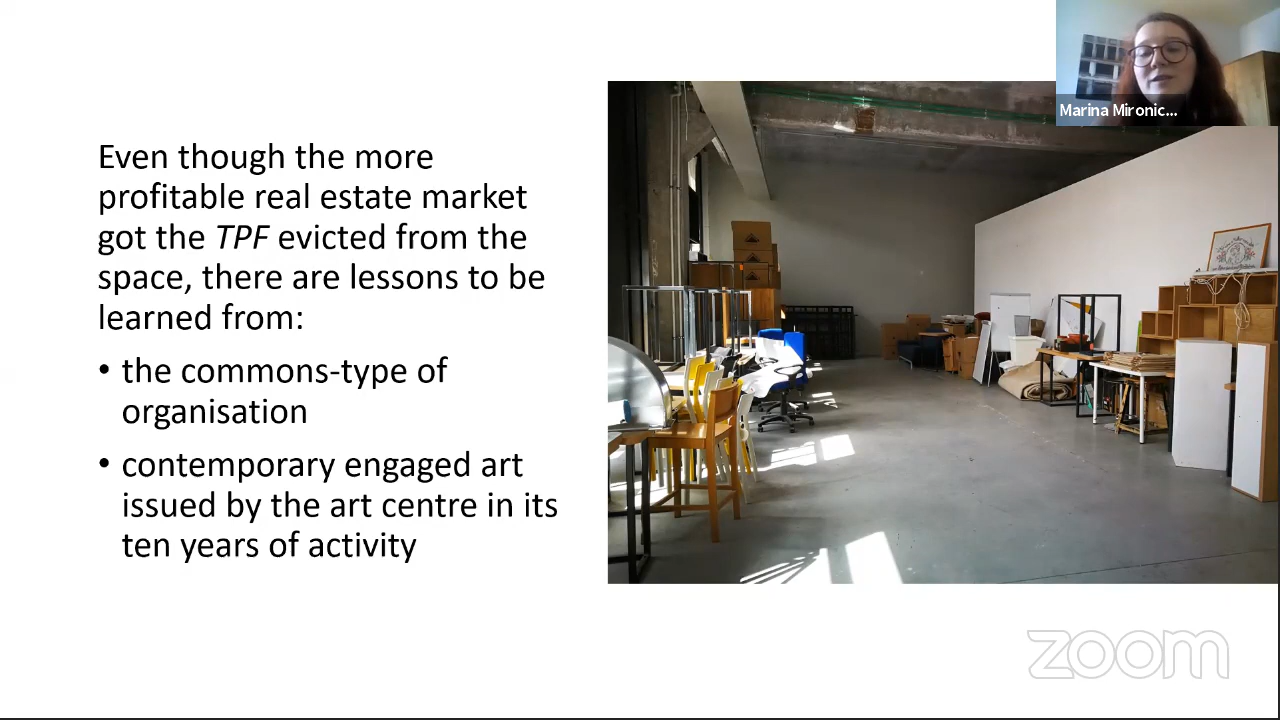 Marina Mironic...
Even though the more
profitable real estate market
got the TPF evicted from the
space, there are lessons to be
learned from:
• the commons-type of
organisation
• contemporary engaged art
issued by the art centre in its
ten years of activity
zoom